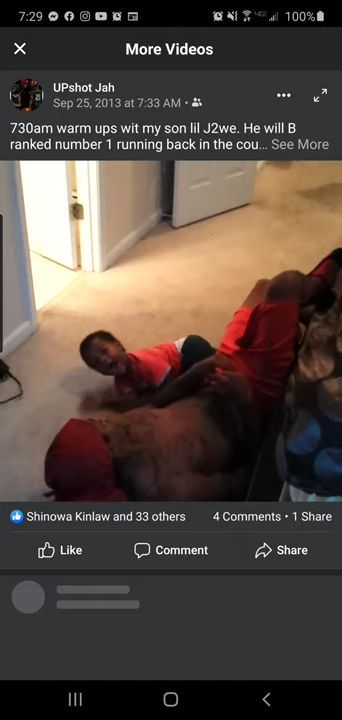 7:29
100%
More Videos
UPshot Jah
Sep 25, 2013 at 7:33 AM •
730am warm ups wit my son lil J2we. He will B
ranked number 1 running back in the cou... See More
Shinowa Kinlaw and 33 others 4 Comments • 1 Share
Like Comment Share